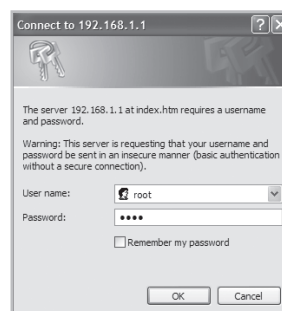 Connect to 192.168.1.1
The server 192.168.1.1 at index.htm requires a username
and password.
Warning: This server is requesting that your username and
password be sent in an insecure manner (basic authentication
without a secure connection).
User name:
root
Password:
••••
Remember my password
OK
Cancel